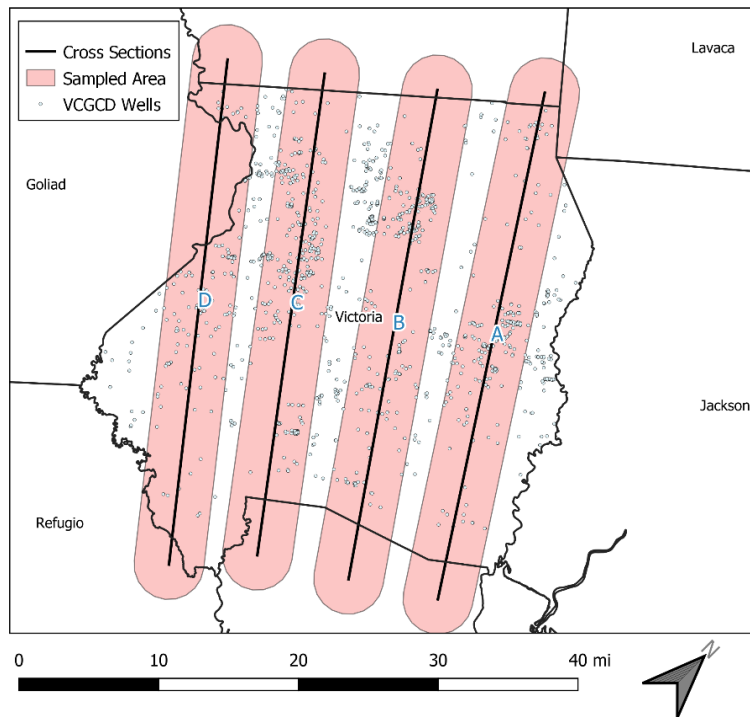 Cross Sections
Sampled Area
VCGCD Wells
Lavaca
Goliad
D
C
Victoria
B
A
Jackson
Refugio
0 10 20 30 40 mi
N